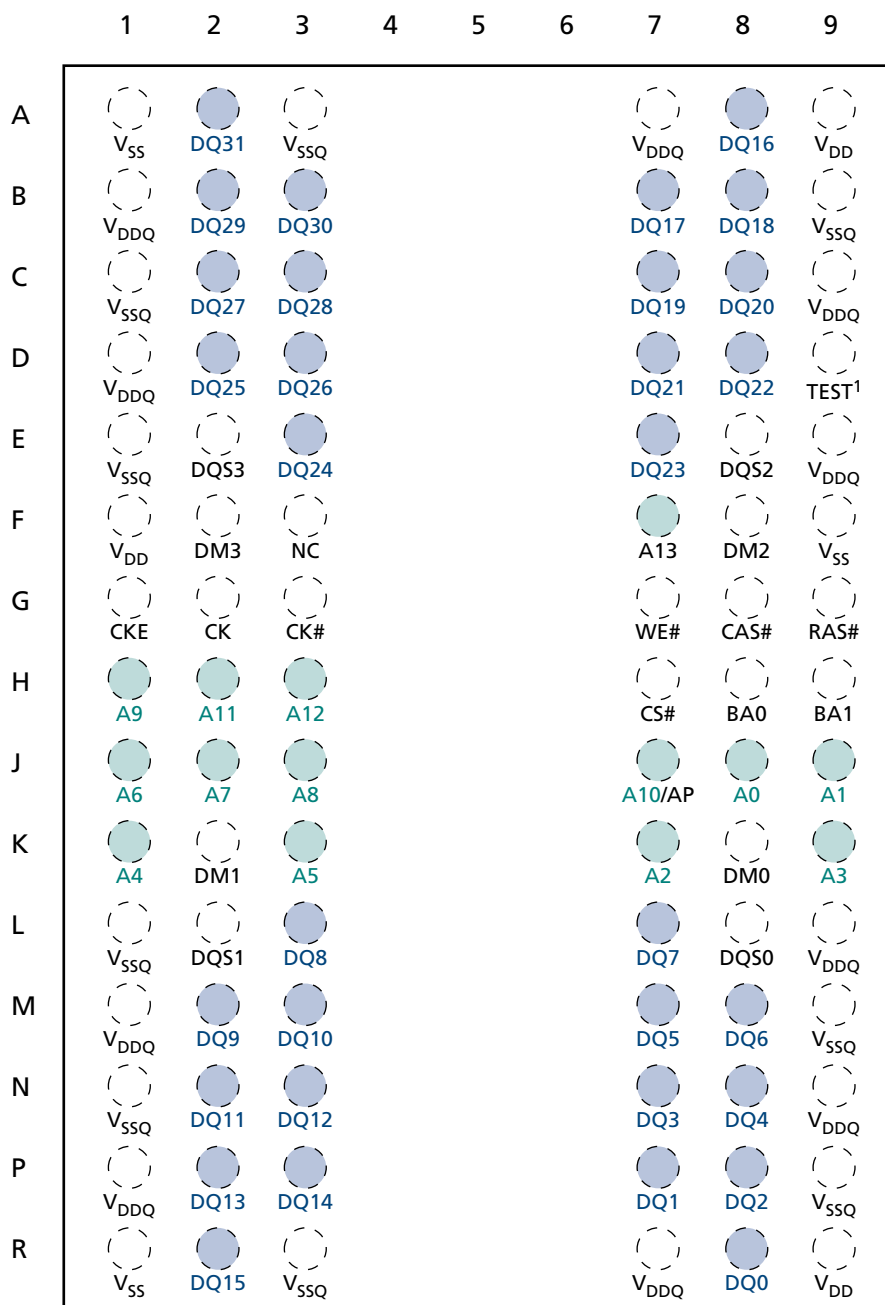 1 2 3 4 5 6 7 8 9
A
VSS DQ31 VSSQ VDDQ DQ16 VDD
B
VDDQ DQ29 DQ30 DQ17 DQ18 VSSQ
C
VSSQ DQ27 DQ28 DQ19 DQ20 VDDQ
D
VDDQ DQ25 DQ26 DQ21 DQ22 TEST1
E
VSSQ DQS3 DQ24 DQ23 DQS2 VDDQ
F
VDD DM3 NC A13 DM2 VSS
G
CKE CK CK# WE# CAS# RAS#
H
A9 A11 A12 CS# BA0 BA1
J
A6 A7 A8 A10/AP A0 A1
K
A4 DM1 A5 A2 DM0 A3
L
VSSQ DQS1 DQ8 DQ7 DQS0 VDDQ
M
VDDQ DQ9 DQ10 DQ5 DQ6 VSSQ
N
VSSQ DQ11 DQ12 DQ3 DQ4 VDDQ
P
VDDQ DQ13 DQ14 DQ1 DQ2 VSSQ
R
VSS DQ15 VSSQ VDDQ DQ0 VDD